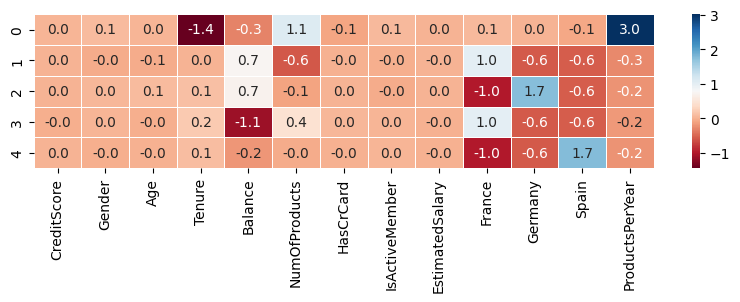 0 0.0 0.1 0.0 -1.4 -0.3 1.1 -0.1 0.1 0.0 0.1 0.0 -0.1 3.0
1 0.0 -0.0 -0.1 0.0 0.7 -0.6 -0.0 -0.0 -0.0 1.0 -0.6 -0.6 -0.3
2 0.0 0.0 0.1 0.1 0.7 -0.1 0.0 -0.0 0.0 -1.0 1.7 -0.6 -0.2
3 -0.0 0.0 -0.0 0.2 -1.1 0.4 0.0 0.0 -0.0 1.0 -0.6 -0.6 -0.2
4 0.0 -0.0 -0.0 0.1 -0.2 -0.0 -0.0 0.0 -0.0 -1.0 -0.6 1.7 -0.2
CreditScore
Gender
Age
Tenure
Balance
NumOfProducts
HasCrCard
IsActiveMember
EstimatedSalary
France
Germany
Spain
ProductsPerYear
3
2
1
0
−1